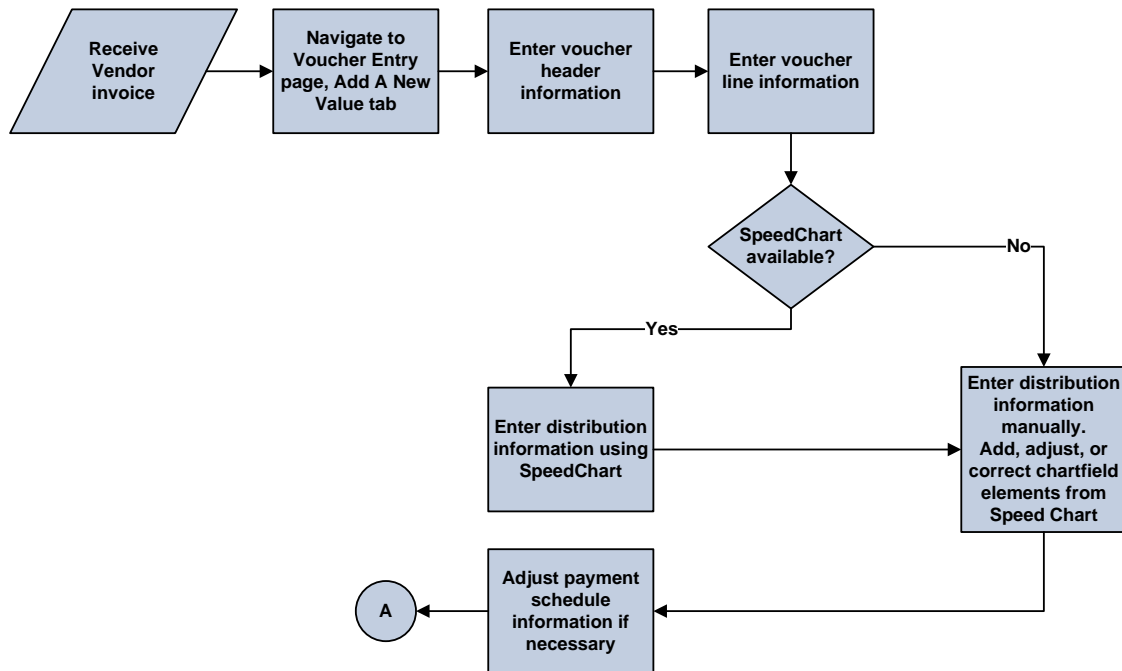 Receive
Vendor
invoice
Navigate to
Voucher Entry
page, Add A New
Value tab
Enter voucher
header
information
Enter voucher
line information
SpeedChart
available?
No
Yes
Enter distribution
information using
SpeedChart
Enter distribution
information
manually.
Add, adjust, or
correct chartfield
elements from
Speed Chart
Adjust payment
schedule
information if
necessary
A